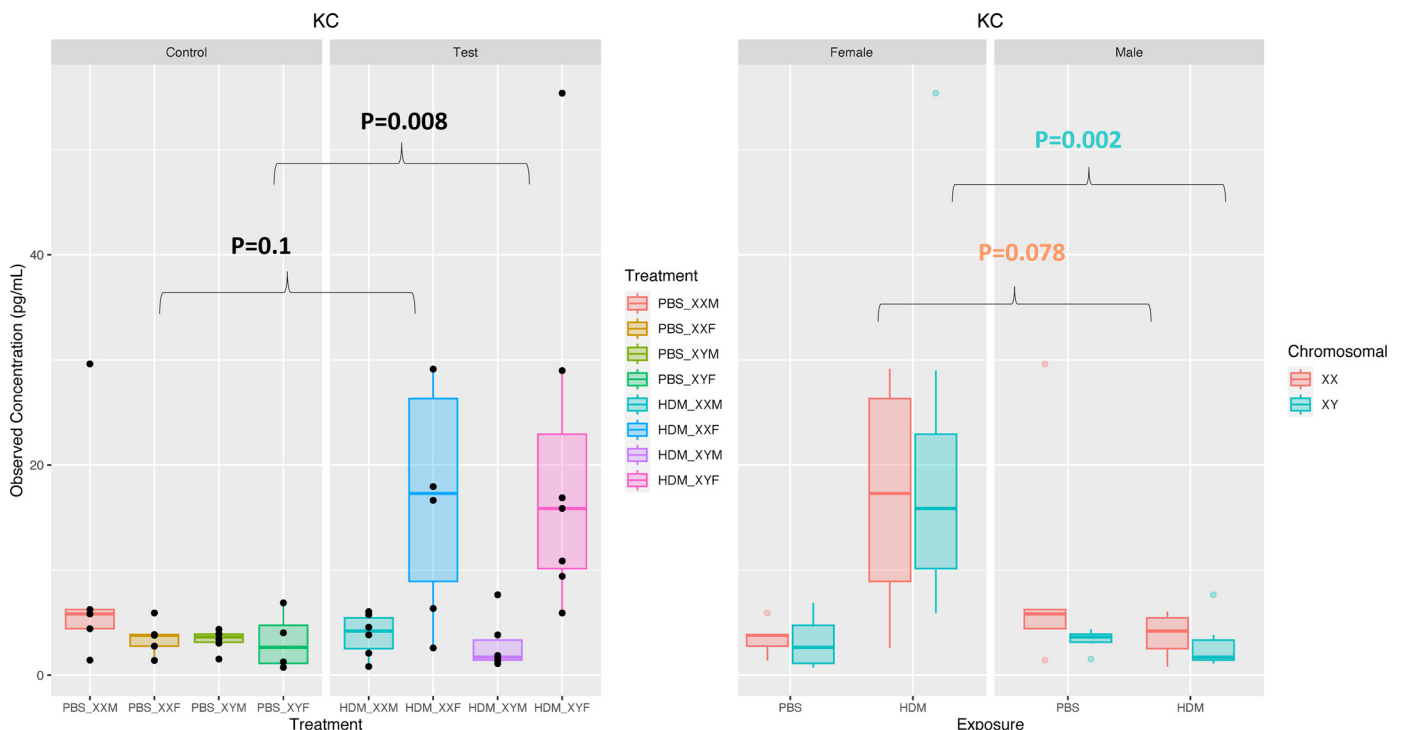 KC
Control
Test
P=0.008
P=0.1
40
20
0
Observed Concentration (pg/mL)
PBS_XXM
PBS_XXF
PBS_XYM
PBS_XYF
HDM_XXM
HDM_XXF
HDM_XYM
HDM_XYF
Treatment
Treatment
PBS_XXM
PBS_XXF
PBS_XYM
PBS_XYF
HDM_XXM
HDM_XXF
HDM_XYM
HDM_XYF
KC
Female
Male
P=0.002
P=0.078
PBS
HDM
PBS
HDM
Exposure
Chromosomal
XX
XY